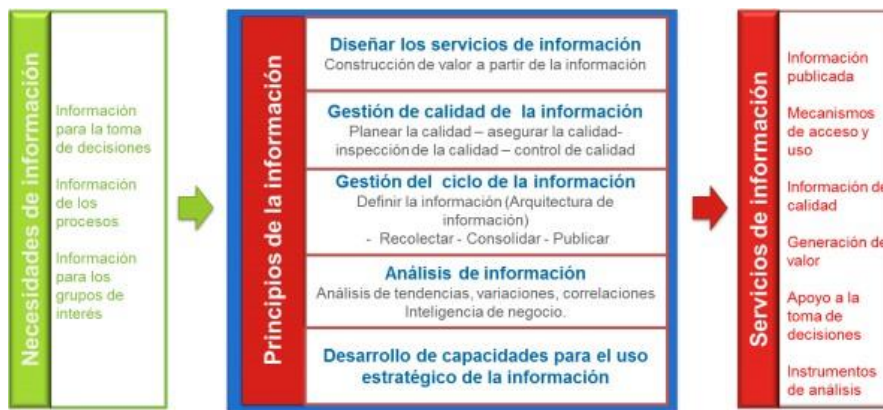 Necesidades de información
Información
para la toma
de decisiones
Información
de los
procesos
Información
para los
grupos de
interés
Principios de la información
Diseñar los servicios de información
Construcción de valor a partir de la información
Gestión de calidad de la información
Planear la calidad – asegurar la calidad-
inspección de la calidad – control de calidad
Gestión del ciclo de la información
Definir la información (Arquitectura de
información)
- Recolectar - Consolidar - Publicar
Análisis de información
Análisis de tendencias, variaciones, correlaciones
Inteligencia de negocio.
Desarrollo de capacidades para el uso
estratégico de la información
Servicios de información
Información
publicada
Mecanismos
de acceso y
uso
Información de
calidad
Generación de
valor
Apoyo a la
toma de
decisiones
Instrumentos
de análisis